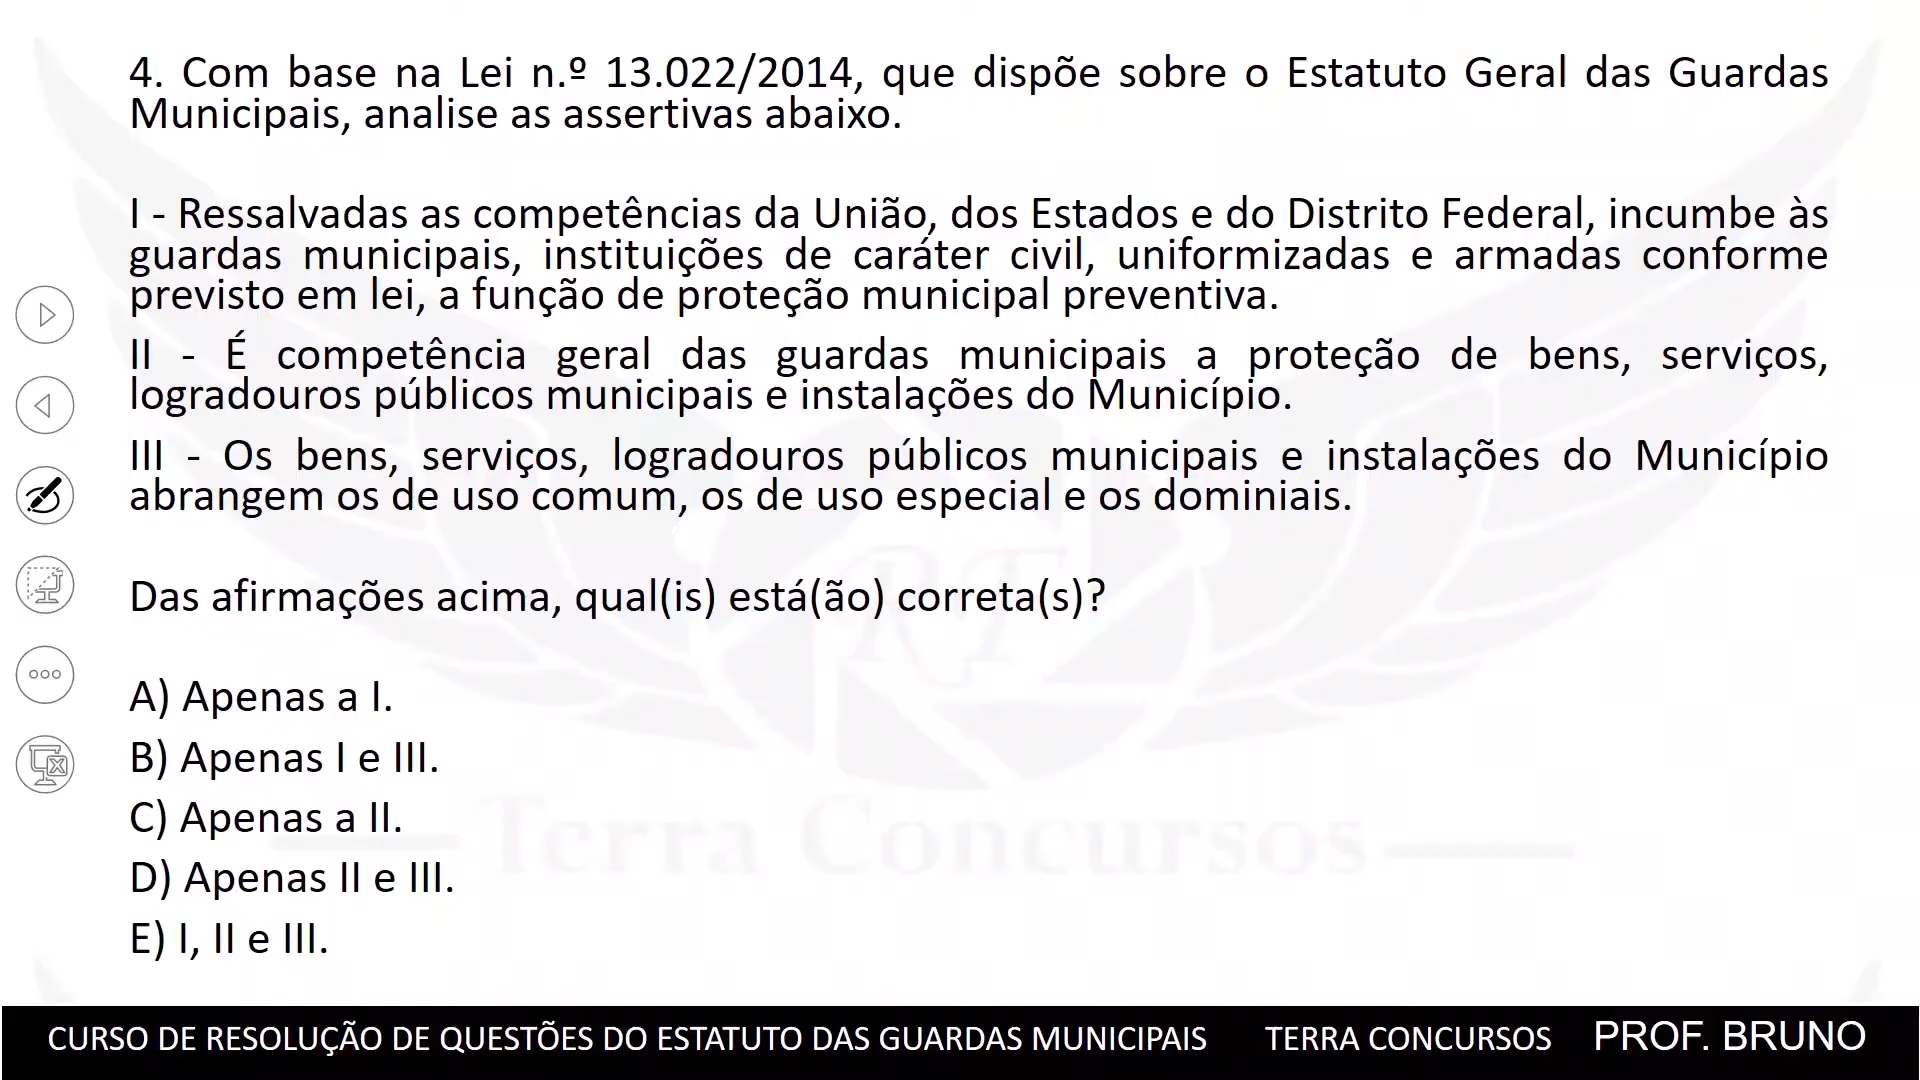 4. Com base na Lei n.º 13.022/2014, que dispõe sobre o Estatuto Geral das Guardas
Municipais, analise as assertivas abaixo.
I - Ressalvadas as competências da União, dos Estados e do Distrito Federal, incumbe às
guardas municipais, instituições de caráter civil, uniformizadas e armadas conforme
previsto em lei, a função de proteção municipal preventiva.
II - É competência geral das guardas municipais a proteção de bens, serviços,
logradouros públicos municipais e instalações do Município.
III - Os bens, serviços, logradouros públicos municipais e instalações do Município
abrangem os de uso comum, os de uso especial e os dominiais.
Das afirmações acima, qual(is) está(ão) correta(s)?
A) Apenas a I.
B) Apenas I e III.
C) Apenas a II.
D) Apenas II e III.
E) I, II e III.
RT
Terra Concursos
CURSO DE RESOLUÇÃO DE QUESTÕES DO ESTATUTO DAS GUARDAS MUNICIPAIS TERRA CONCURSOS PROF. BRUNO